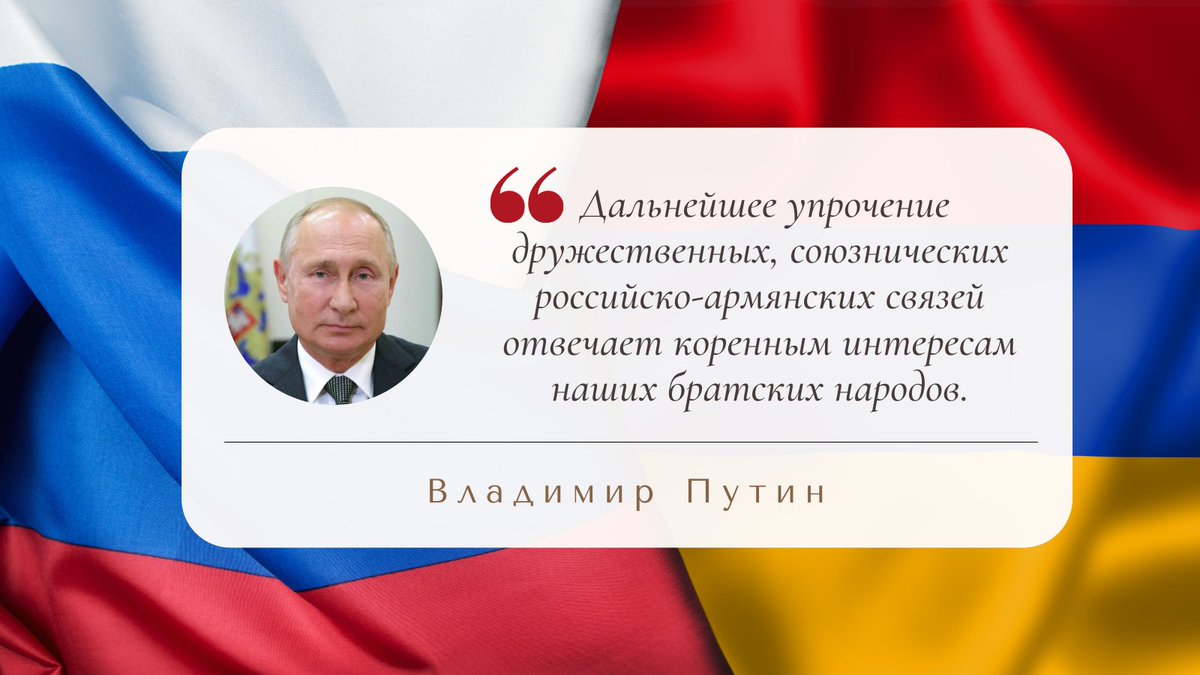 Дальнейшее упрочение
дружественных, союзнических
российско-армянских связей
отвечает коренным интересам
наших братских народов.
Владимир Путин